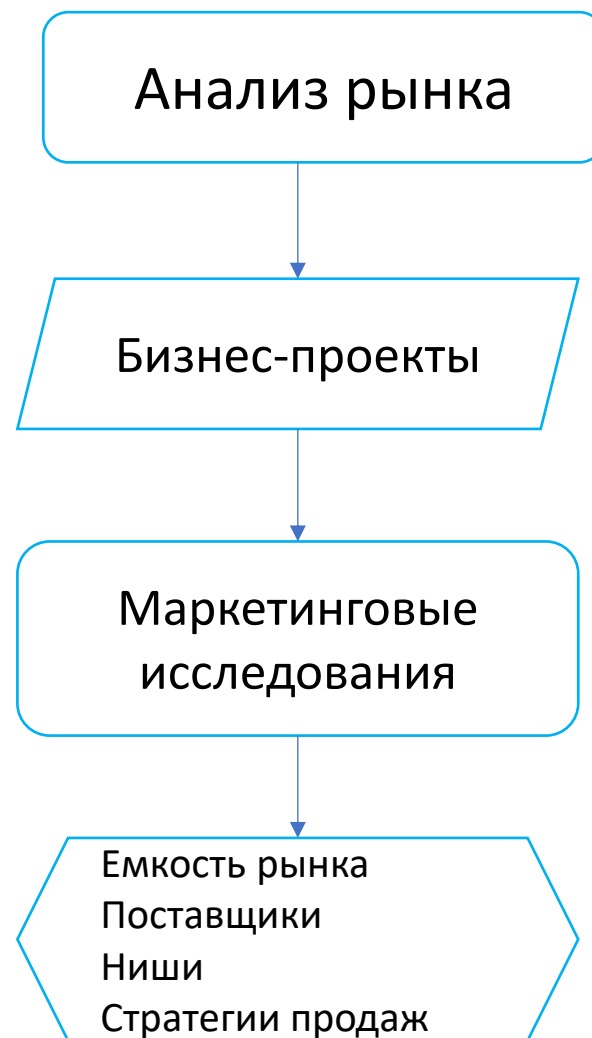 Анализ рынка
Бизнес-проекты
Маркетинговые
исследования
Емкость рынка
Поставщики
Ниши
Стратегии продаж